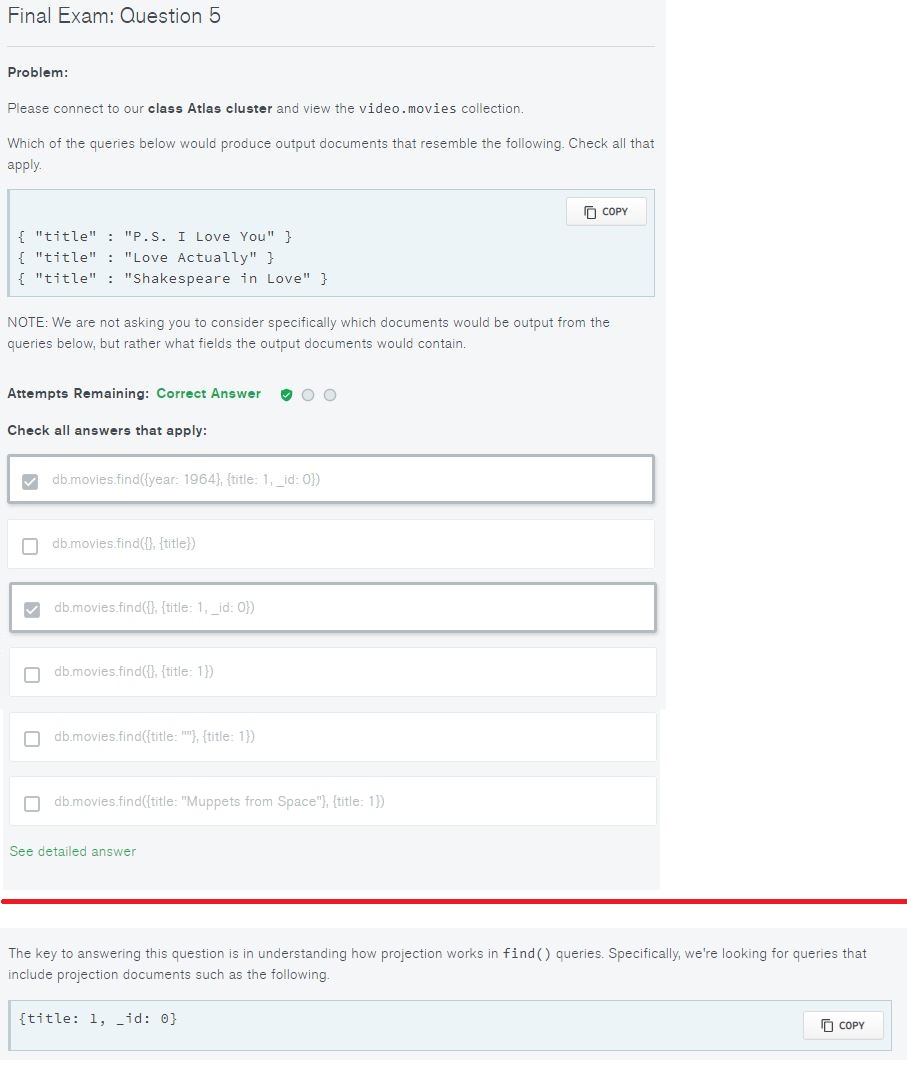 Final Exam: Question 5
Problem:
Please connect to our class Atlas cluster and view the video.movies collection.
Which of the queries below would produce output documents that resemble the following. Check all that
apply.
COPY
{ "title" : "P.S. I Love You" }
{ "title" : "Love Actually" }
{ "title" : "Shakespeare in Love" }
NOTE: We are not asking you to consider specifically which documents would be output from the
queries below, but rather what fields the output documents would contain.
Attempts Remaining: Correct Answer
Check all answers that apply:
db.movies.find({year: 1964}, {title: 1, _id: 0})
db.movies.find({}, {title})
db.movies.find({}, {title: 1, _id: 0})
db.movies.find({}, {title: 1})
db.movies.find({title: ""}, {title: 1})
db.movies.find({title: "Muppets from Space"}, {title: 1})
See detailed answer
The key to answering this question is in understanding how projection works in find() queries. Specifically, we're looking for queries that
include projection documents such as the following.
{title: 1, _id: 0}
COPY